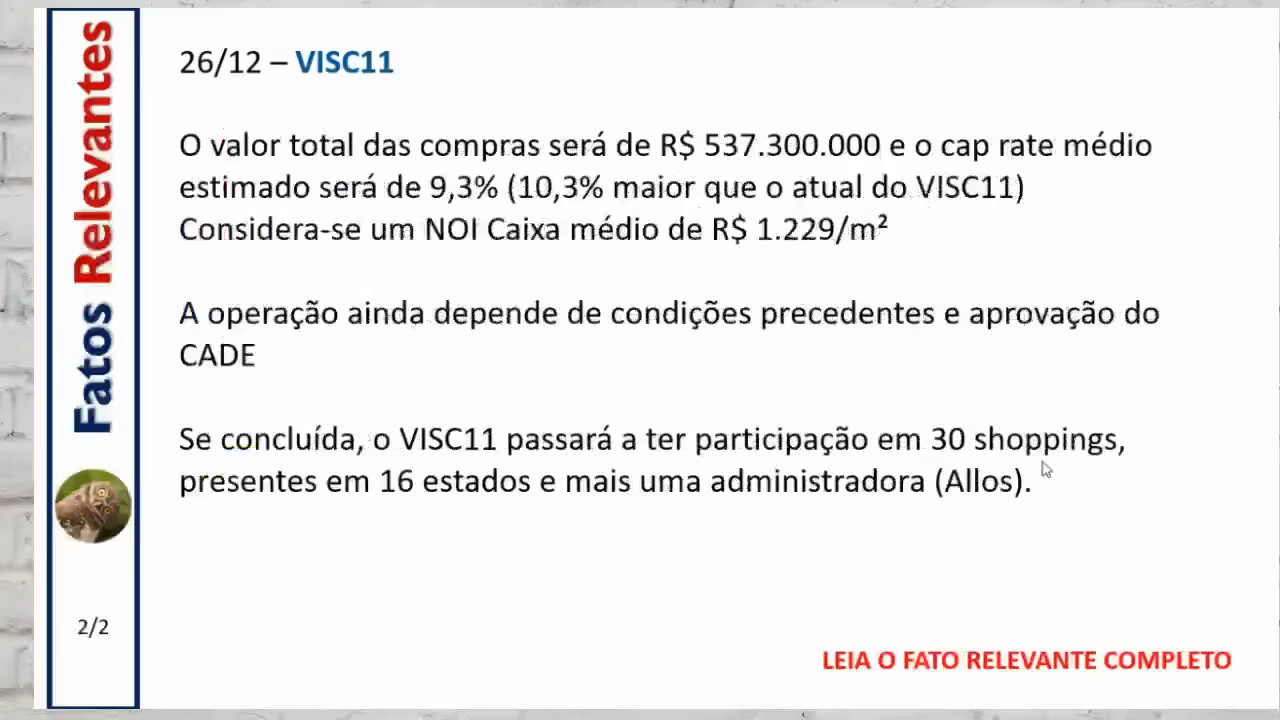 Fatos Relevantes
2/2
26/12 – VISC11
O valor total das compras será de R$ 537.300.000 e o cap rate médio
estimado será de 9,3% (10,3% maior que o atual do VISC11)
Considera-se um NOI Caixa médio de R$ 1.229/m²
A operação ainda depende de condições precedentes e aprovação do
CADE
Se concluída, o VISC11 passará a ter participação em 30 shoppings,
presentes em 16 estados e mais uma administradora (Allos).
LEIA O FATO RELEVANTE COMPLETO